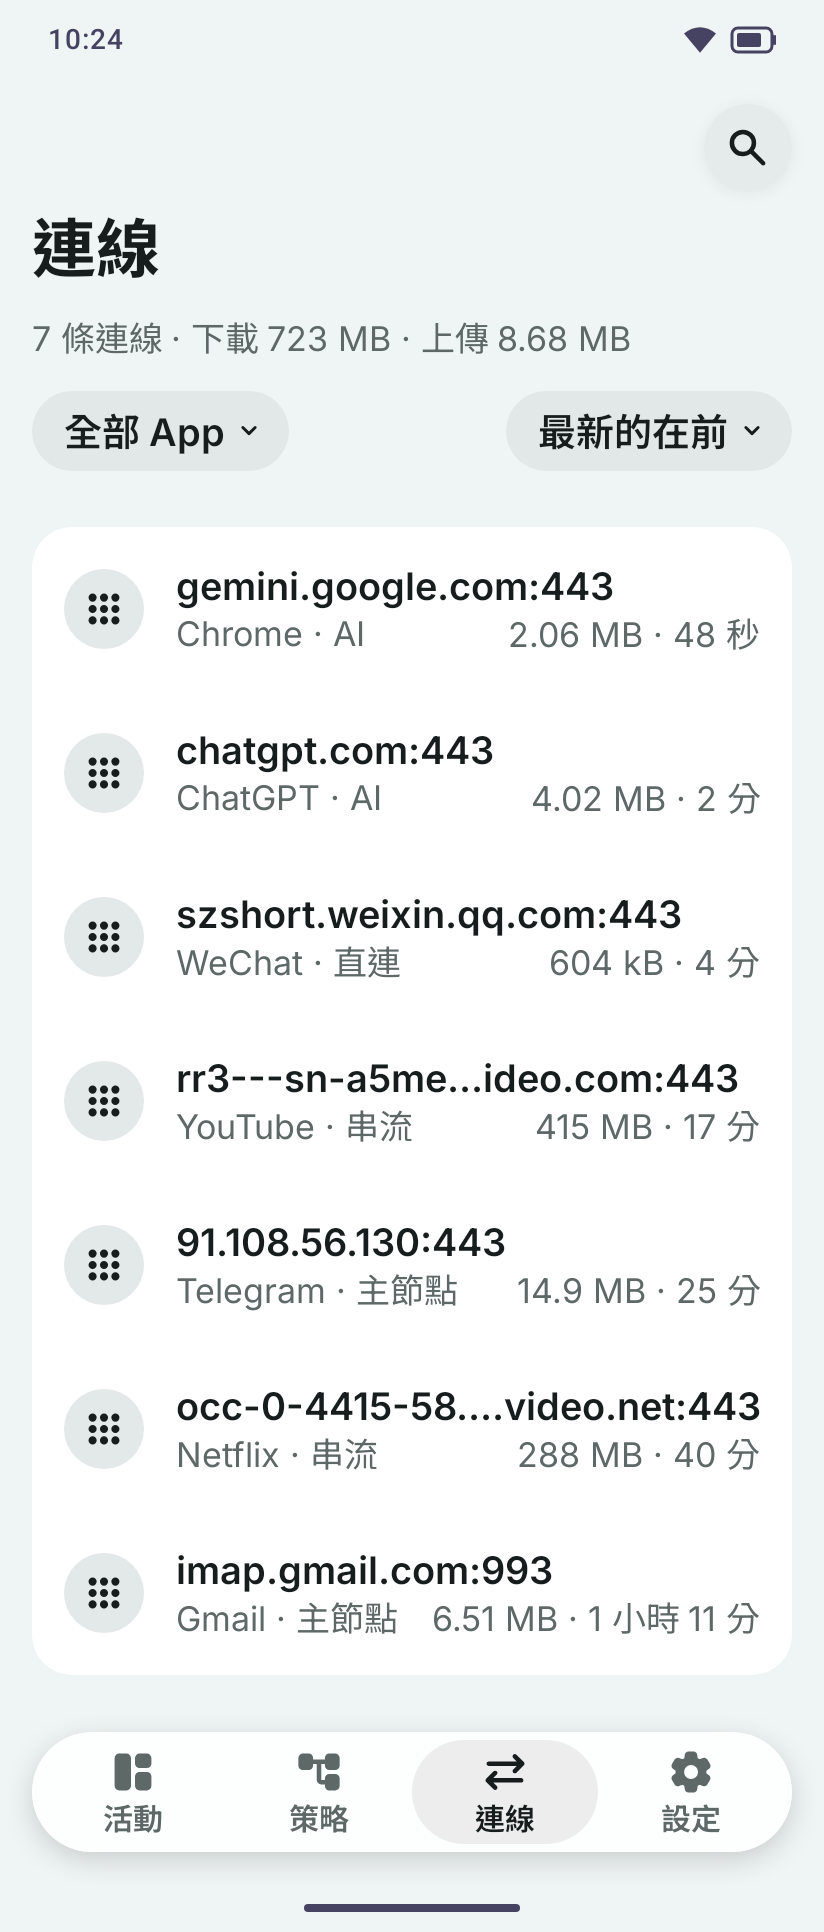 10:24
連線
7 條連線 · 下載 723 MB · 上傳 8.68 MB
全部 App
最新的在前
gemini.google.com:443
Chrome · AI
2.06 MB · 48 秒
chatgpt.com:443
ChatGPT · AI
4.02 MB · 2 分
szshort.weixin.qq.com:443
WeChat · 直連
604 kB · 4 分
rr3---sn-a5me...ideo.com:443
YouTube · 串流
415 MB · 17 分
91.108.56.130:443
Telegram · 主節點
14.9 MB · 25 分
occ-0-4415-58....video.net:443
Netflix · 串流
288 MB · 40 分
imap.gmail.com:993
Gmail · 主節點
6.51 MB · 1 小時 11 分
活動
策略
連線
設定